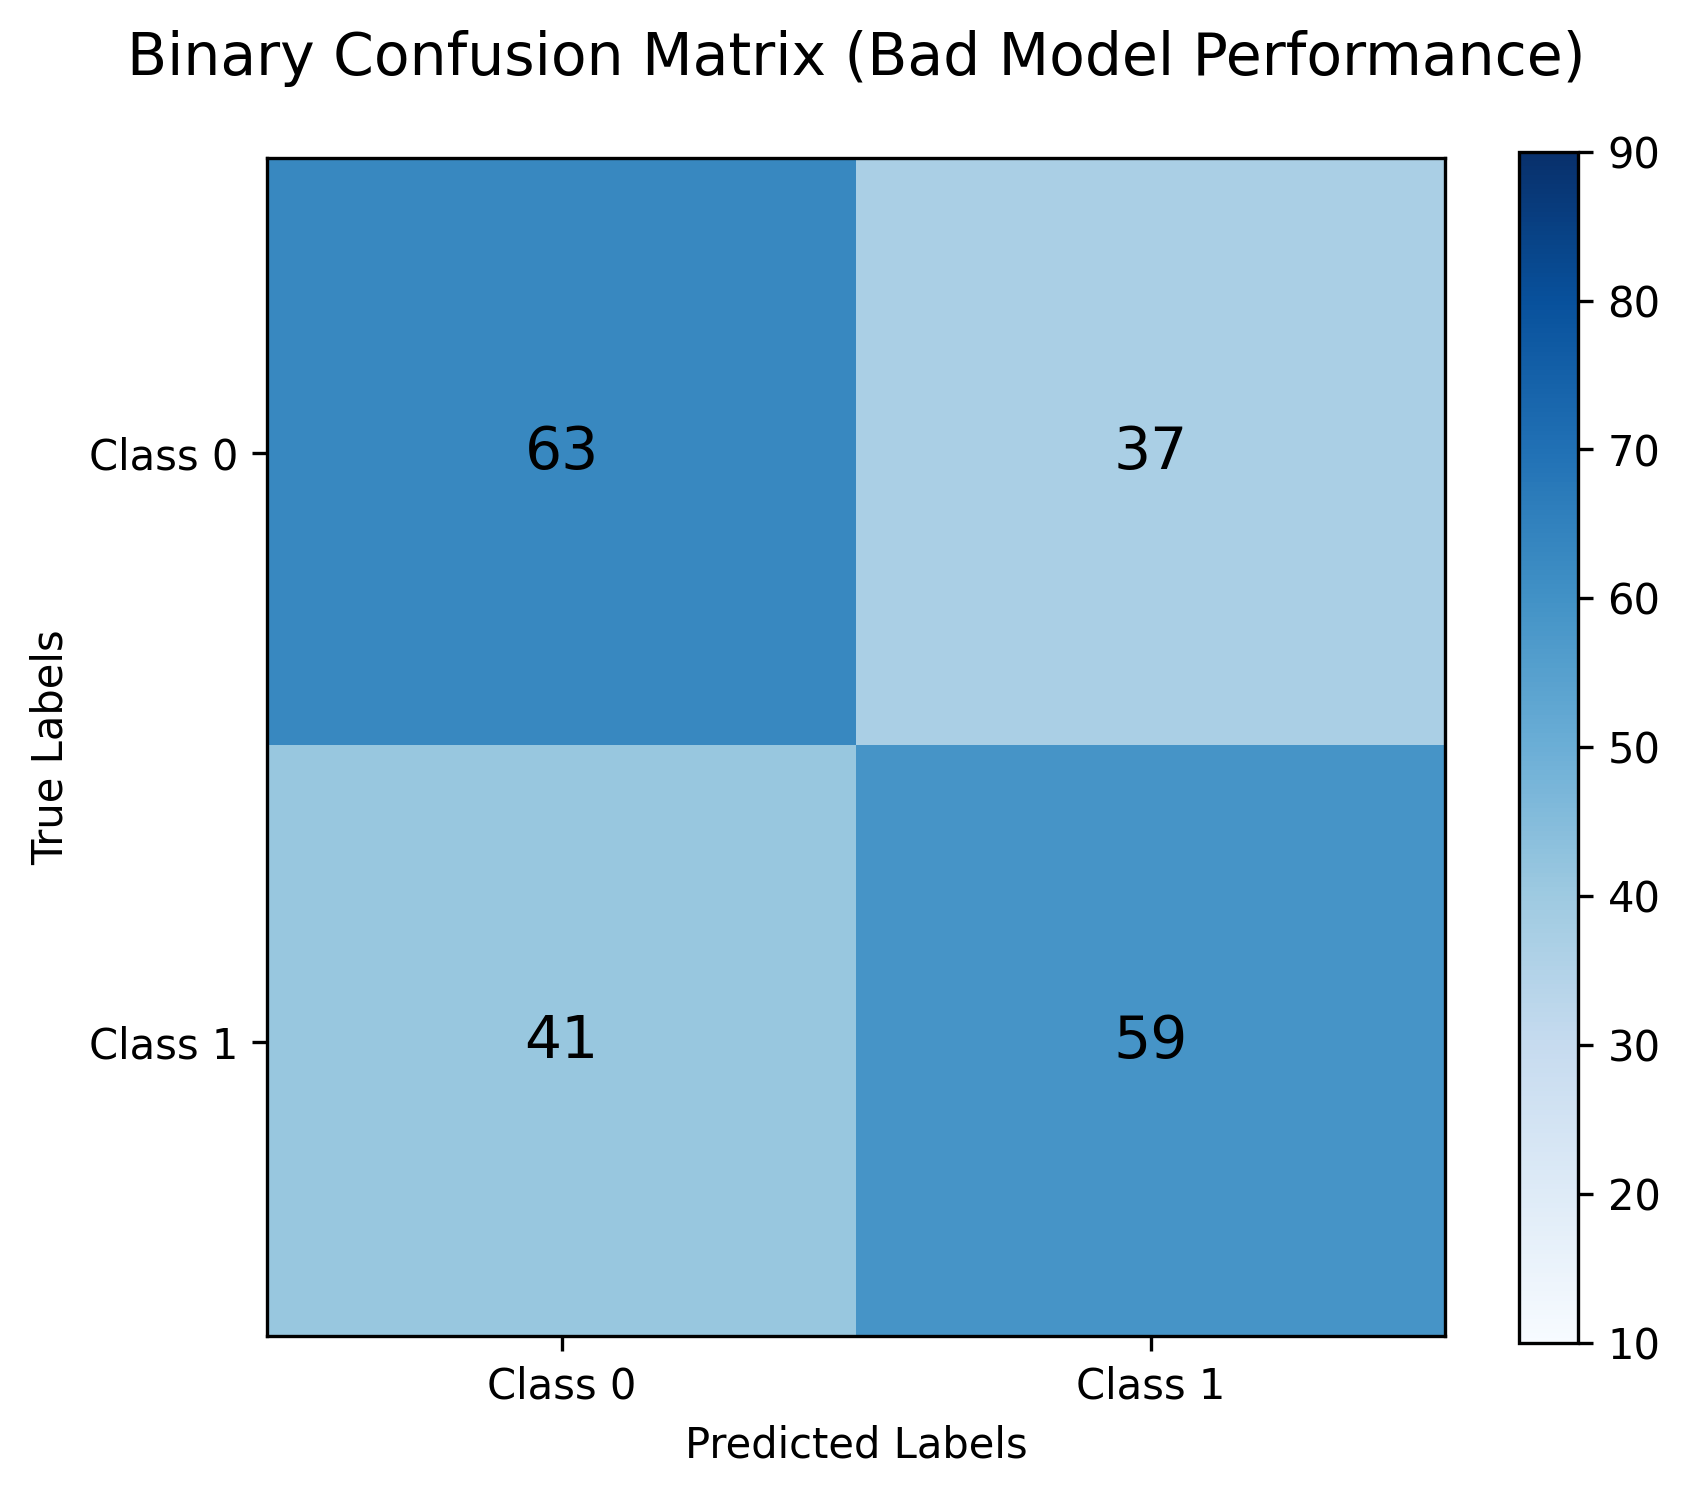 Binary Confusion Matrix (Bad Model Performance)
90
80
70
60
50
40
30
20
10
True Labels
Class 0
63
37
Class 1
41
59
Class 0
Class 1
Predicted Labels